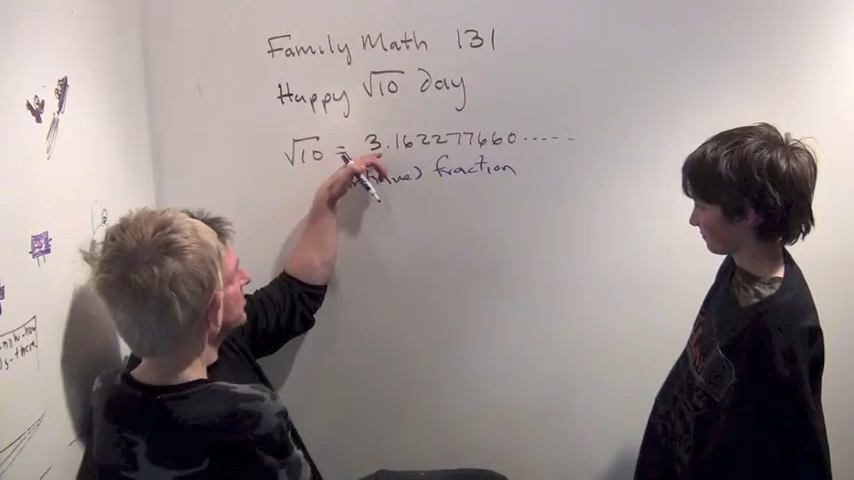 Family Math 131
Happy √10 Day
√10 = 3.162277660.....
fraction